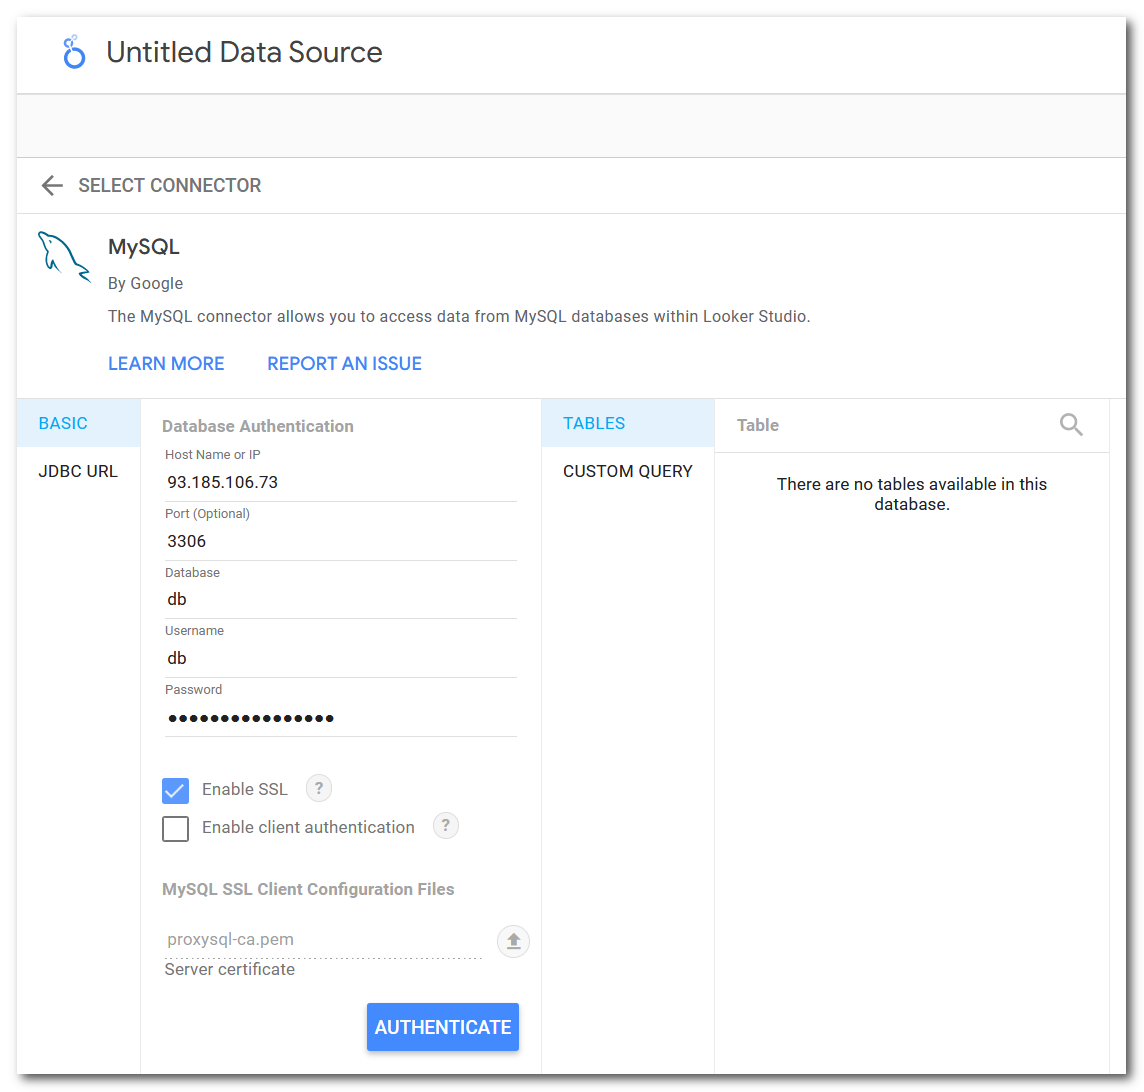 Untitled Data Source
SELECT CONNECTOR
MySQL
By Google
The MySQL connector allows you to access data from MySQL databases within Looker Studio.
LEARN MORE
REPORT AN ISSUE
BASIC
JDBC URL
Database Authentication
Host Name or IP
93.185.106.73
Port (Optional)
3306
Database
db
Username
db
Password
••••••••••••••••
Enable SSL ?
Enable client authentication ?
MySQL SSL Client Configuration Files
proxysql-ca.pem
Server certificate
AUTHENTICATE
TABLES
CUSTOM QUERY
Table
There are no tables available in this
database.